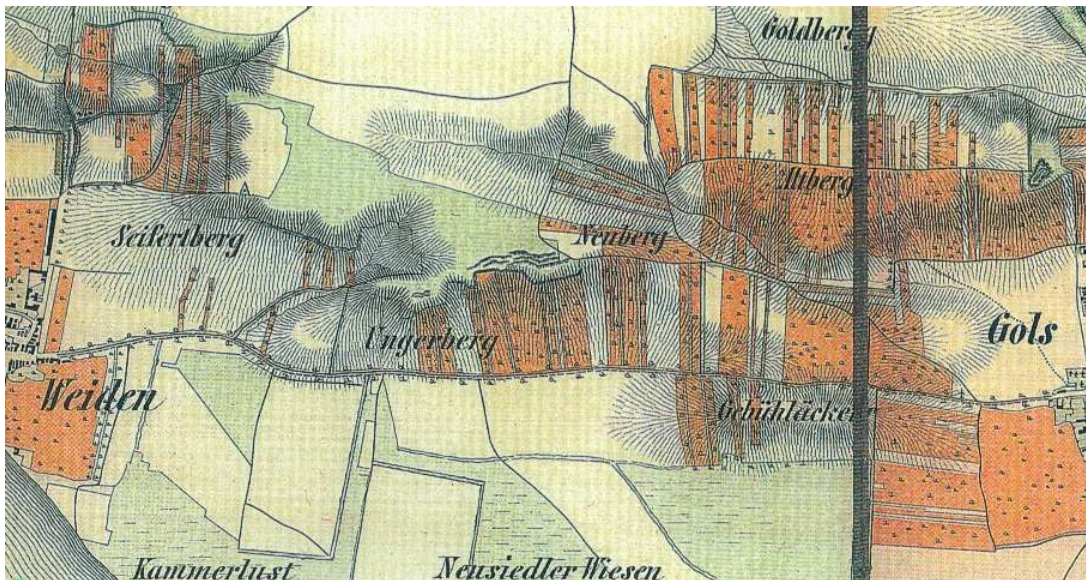 Goldberg
Altberg
Seifertberg
Neuberg
Ungerberg
Gols
Weiden
Gebühläcker
Kammerlust
Neusiedler Wiesen